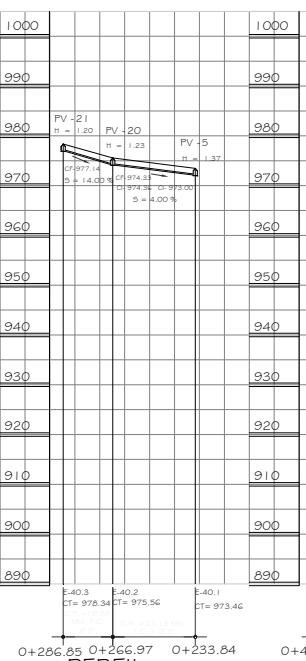 1000 1000
990 990
PV -21
980 980
H = 1.20 PV -20
H = 1.23 PV -5
H = 1.37
CF-977.14
970 970
S = 14.00 % CF-974.33
CI-974.36 CI- 973.00
S = 4.00 %
960 960
950 950
940 940
930 930
920 920
910 910
900 900
890 890
E-40.3 E-40.2 E-40.1
CT= 978.34 CT= 975.56 CT= 973.46
0+286.85 0+266.97 0+233.84